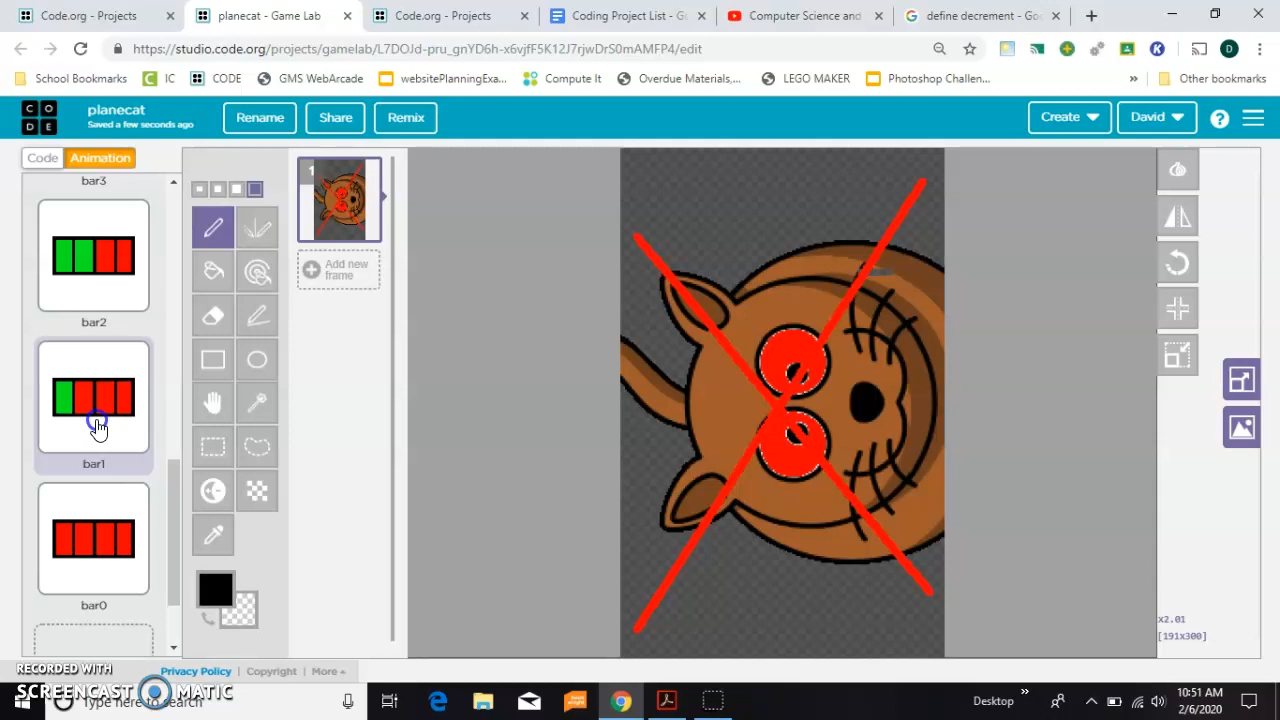 Code.org - Projects
planecat - Game Lab
Code.org - Projects
Coding Project List - G
Computer Science and
define decrement - Go
https://studio.code.org/projects/gamelab/L7DOJd-pru_gnYD6h-x6vjfF5K12J7rjwDrS0mAMFP4/edit
D
School Bookmarks
IC
CODE
GMS WebArcade
websitePlanningExa...
Compute It
Overdue Materials,...
LEGO MAKER
Photoshop Challen...
»
Other bookmarks
C O
D E
planecat
Saved a few seconds ago
Rename
Share
Remix
Create
David
Code
Animation
bar3
bar2
bar1
bar0
1
Add new
frame
x2.01
[191x300]
RECORDED WITH
SCREENCAST MATIC
Privacy Policy
Copyright
More
Type here to search
Desktop
10:51 AM
2/6/2020